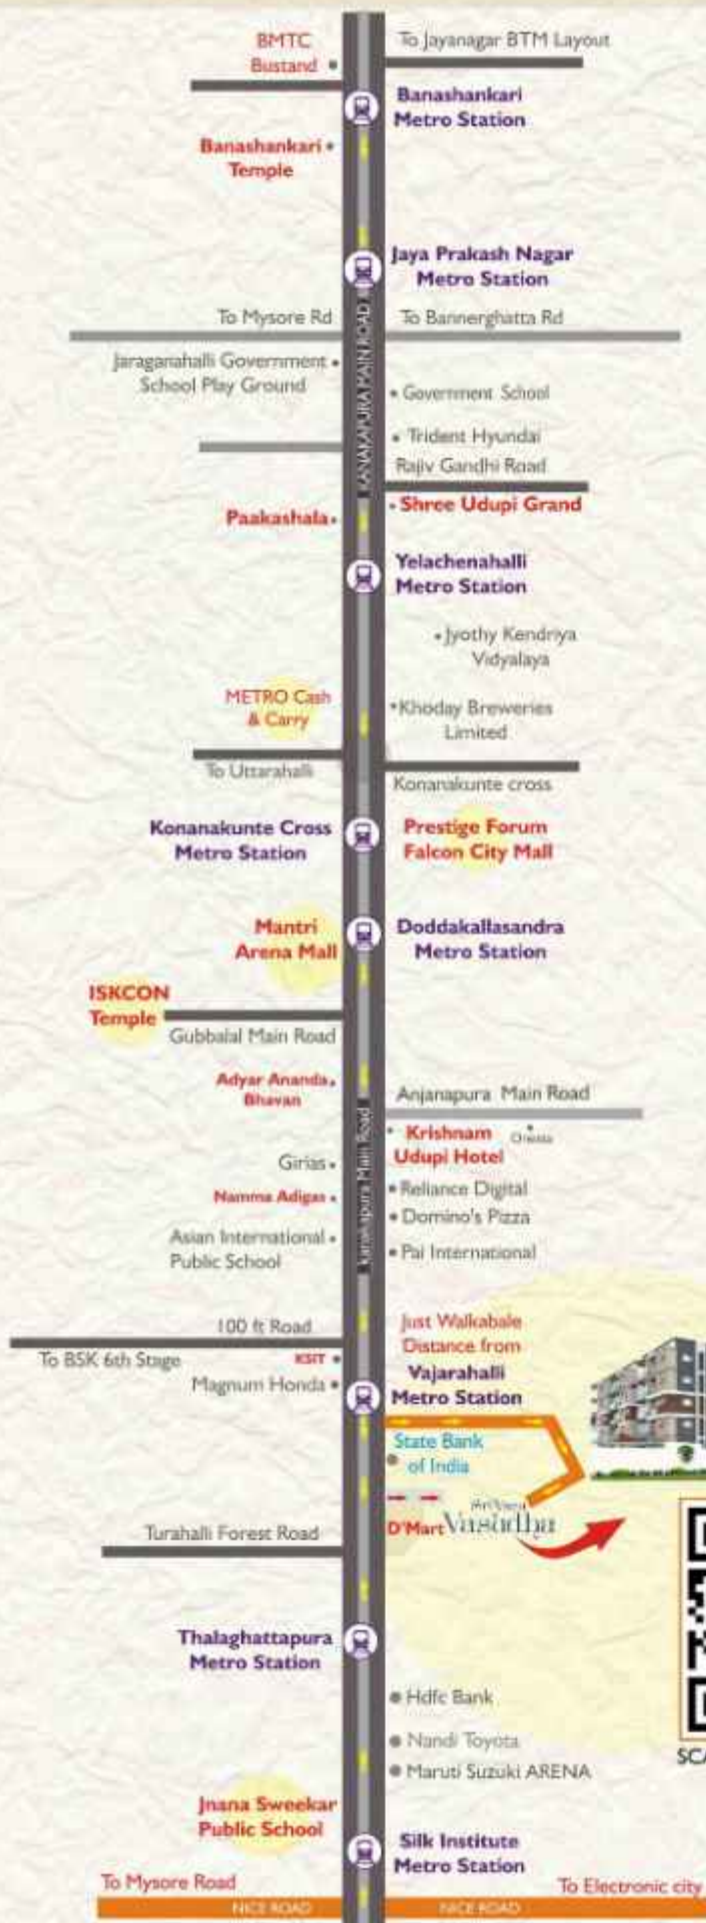 BMTC
Bustand
To Jayanagar BTM Layout
Banashankari
Metro Station
Banashankari
Temple
Jaya Prakash Nagar
Metro Station
To Mysore Rd
To Bannerghatta Rd
KANAKAPURA MAIN ROAD
Jaraganahalli Government
School Play Ground
Government School
Trident Hyundai
Rajiv Gandhi Road
Shree Udupi Grand
Paakashala
Yelachenahalli
Metro Station
Jyothy Kendriya
Vidyalaya
METRO Cash
& Carry
Khoday Breweries
Limited
To Uttarahalli
Konanakunte cross
Konanakunte Cross
Metro Station
Prestige Forum
Falcon City Mall
Mantri
Arena Mall
Doddakallasandra
Metro Station
ISKCON
Temple
Gubbalal Main Road
Adyar Ananda
Bhavan
Anjanapura Main Road
Kanakapura Main Road
Krishnam
Udupi Hotel
Girias
Reliance Digital
Namma Adigas
Domino's Pizza
Asian International
Public School
Pai International
100 ft Road
Just Walkabale
Distance from
To BSK 6th Stage
KSIT
Vajarahalli
Metro Station
Magnum Honda
State Bank
of India
D'Mart
Vasudha
Turahalli Forest Road
Thalaghattapura
Metro Station
Hdfc Bank
Nandi Toyota
Maruti Suzuki ARENA
Jnana Sweekar
Public School
Silk Institute
Metro Station
To Mysore Road
To Electronic city
NICE ROAD
NICE ROAD